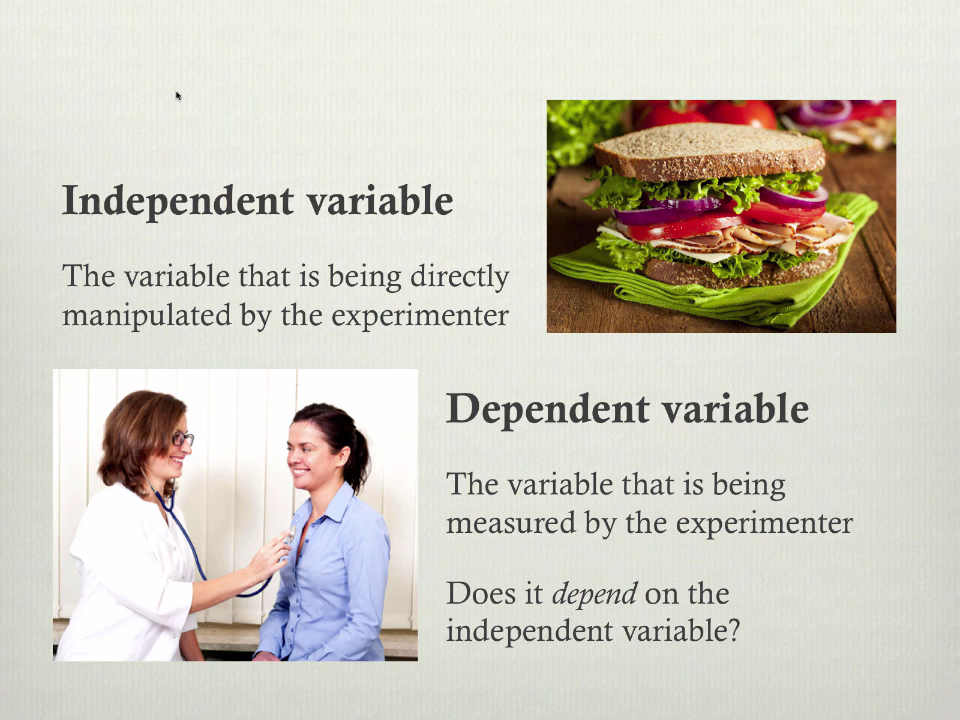 Independent variable
The variable that is being directly
manipulated by the experimenter
Dependent variable
The variable that is being
measured by the experimenter
Does it depend on the
independent variable?